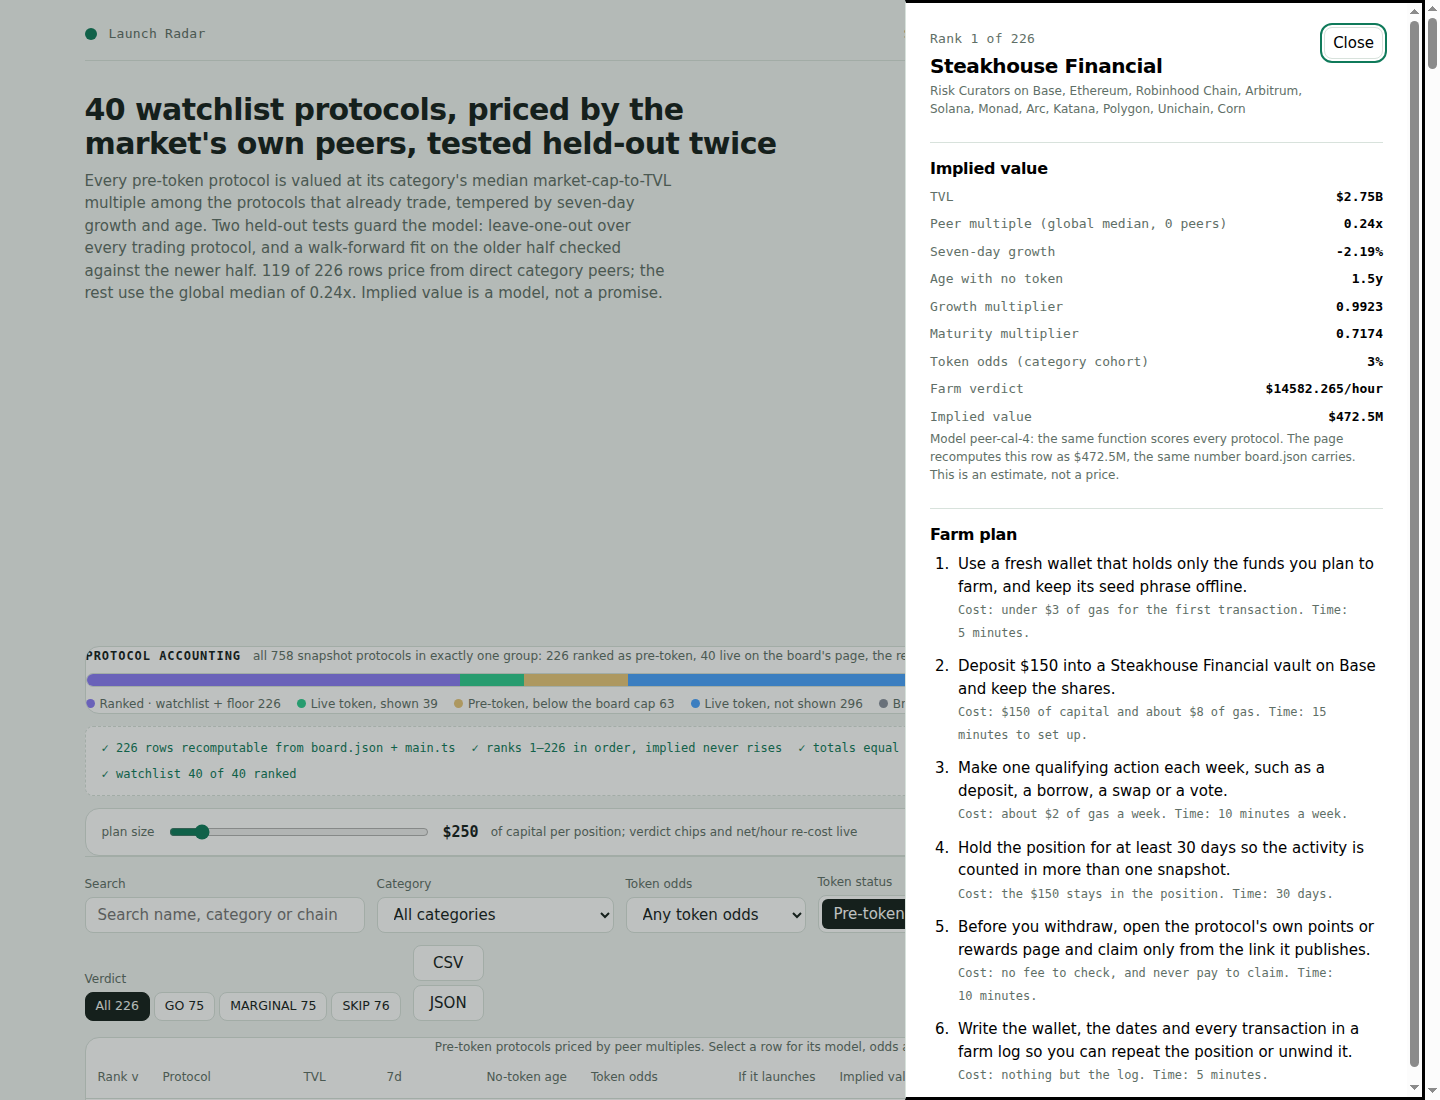 Launch Radar
40 watchlist protocols, priced by the
market's own peers, tested held-out twice
Every pre-token protocol is valued at its category's median market-cap-to-TVL
multiple among the protocols that already trade, tempered by seven-day
growth and age. Two held-out tests guard the model: leave-one-out over
every trading protocol, and a walk-forward fit on the older half checked
against the newer half. 119 of 226 rows price from direct category peers; the
rest use the global median of 0.24x. Implied value is a model, not a promise.
PROTOCOL ACCOUNTING all 758 snapshot protocols in exactly one group: 226 ranked as pre-token, 40 live on the board's page, the re
Ranked · watchlist + floor 226 Live token, shown 39 Pre-token, below the board cap 63 Live token, not shown 296 Br
✓ 226 rows recomputable from board.json + main.ts ✓ ranks 1–226 in order, implied never rises ✓ totals equal
✓ watchlist 40 of 40 ranked
plan size $250 of capital per position; verdict chips and net/hour re-cost live
Search Category Token odds Token status
Search name, category or chain All categories Any token odds Pre-token
Verdict
All 226 GO 75 MARGINAL 75 SKIP 76
CSV
JSON
Pre-token protocols priced by peer multiples. Select a row for its model, odds a
Rank v Protocol TVL 7d No-token age Token odds If it launches Implied val
Rank 1 of 226
Close
Steakhouse Financial
Risk Curators on Base, Ethereum, Robinhood Chain, Arbitrum,
Solana, Monad, Arc, Katana, Polygon, Unichain, Corn
Implied value
TVL $2.75B
Peer multiple (global median, 0 peers) 0.24x
Seven-day growth -2.19%
Age with no token 1.5y
Growth multiplier 0.9923
Maturity multiplier 0.7174
Token odds (category cohort) 3%
Farm verdict $14582.265/hour
Implied value $472.5M
Model peer-cal-4: the same function scores every protocol. The page
recomputes this row as $472.5M, the same number board.json carries.
This is an estimate, not a price.
Farm plan
1. Use a fresh wallet that holds only the funds you plan to
farm, and keep its seed phrase offline.
Cost: under $3 of gas for the first transaction. Time:
5 minutes.
2. Deposit $150 into a Steakhouse Financial vault on Base
and keep the shares.
Cost: $150 of capital and about $8 of gas. Time: 15
minutes to set up.
3. Make one qualifying action each week, such as a
deposit, a borrow, a swap or a vote.
Cost: about $2 of gas a week. Time: 10 minutes a week.
4. Hold the position for at least 30 days so the activity is
counted in more than one snapshot.
Cost: the $150 stays in the position. Time: 30 days.
5. Before you withdraw, open the protocol's own points or
rewards page and claim only from the link it publishes.
Cost: no fee to check, and never pay to claim. Time:
10 minutes.
6. Write the wallet, the dates and every transaction in a
farm log so you can repeat the position or unwind it.
Cost: nothing but the log. Time: 5 minutes.